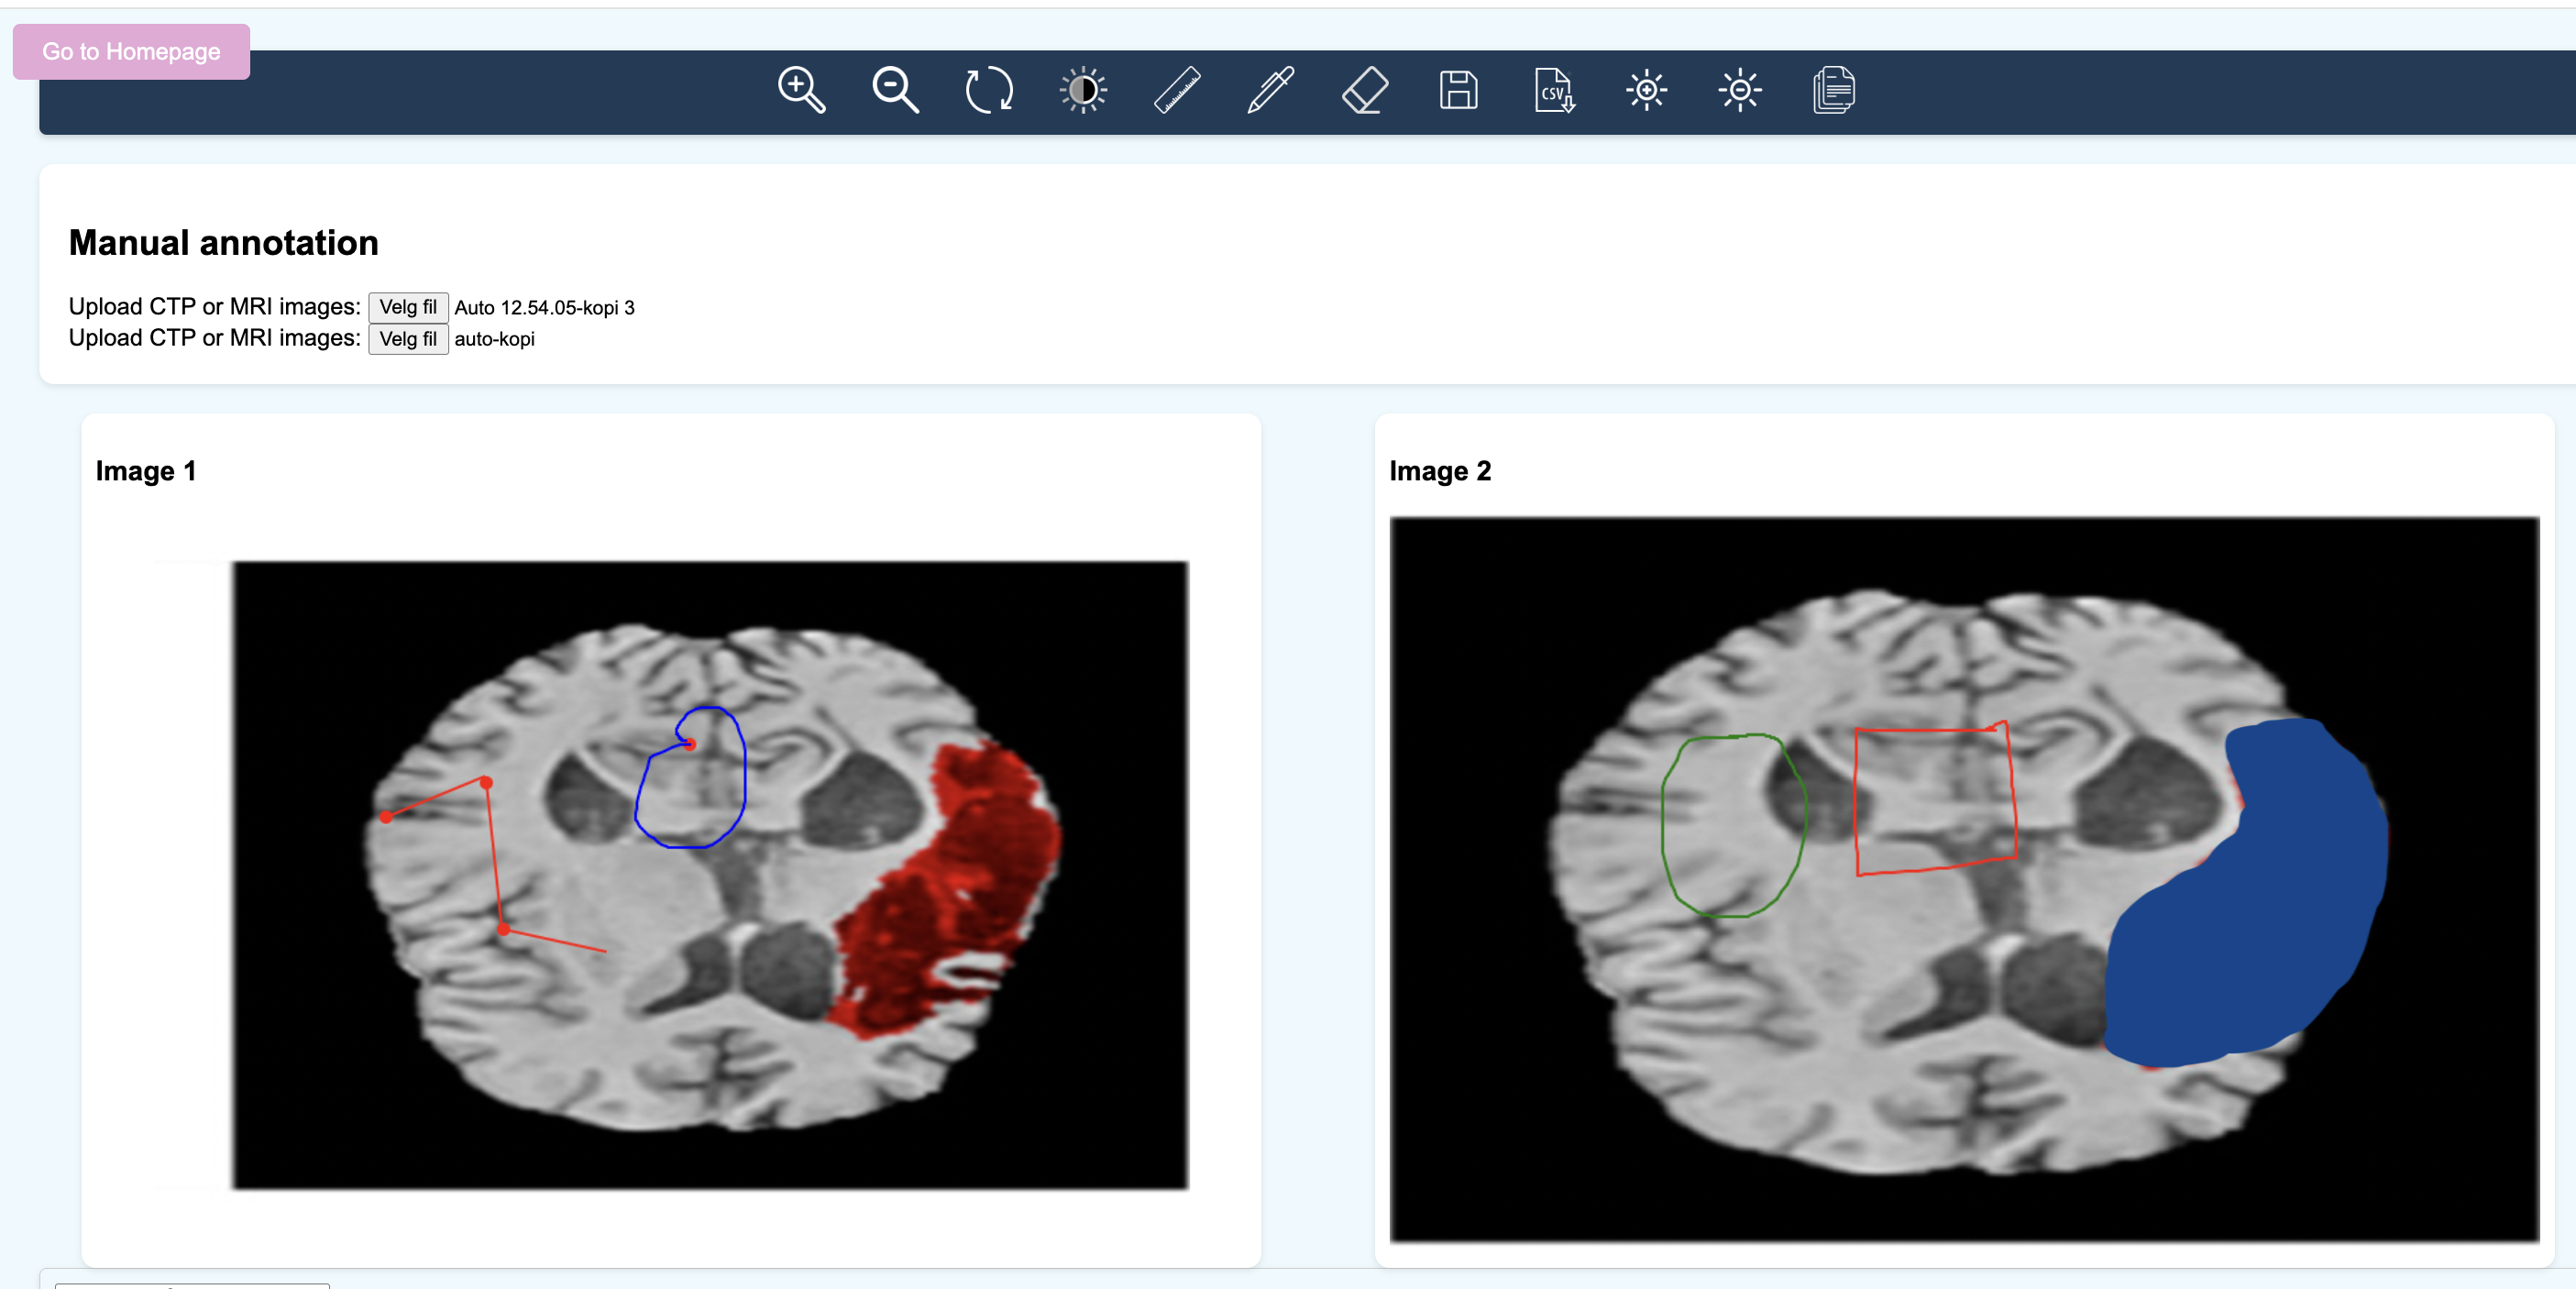 Go to Homepage
CSV
Manual annotation
Upload CTP or MRI images: Velg fil Auto 12.54.05-kopi 3
Upload CTP or MRI images: Velg fil auto-kopi
Image 1
Image 2